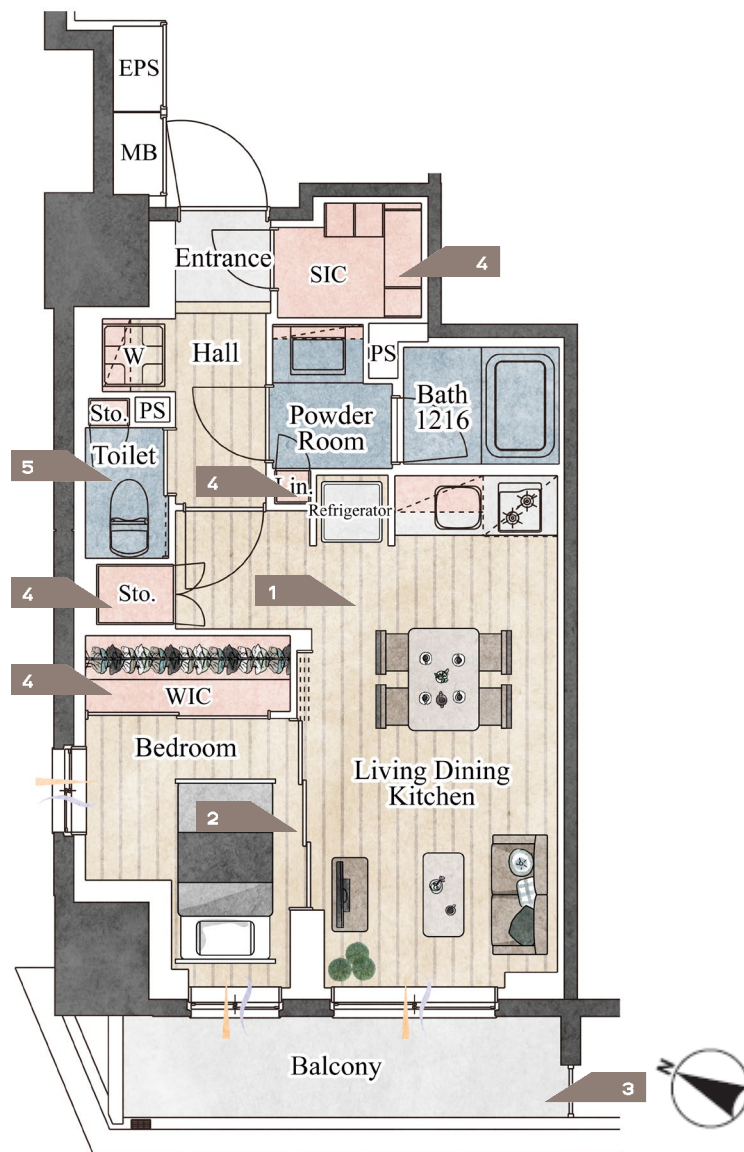 EPS
MB
Entrance
SIC
4
W
Hall
PS
Sto.
PS
Powder
Room
Bath
1216
5
Toilet
4
Lin.
Refrigerator
4
Sto.
1
4
WIC
Bedroom
2
Living Dining
Kitchen
Balcony
3
N